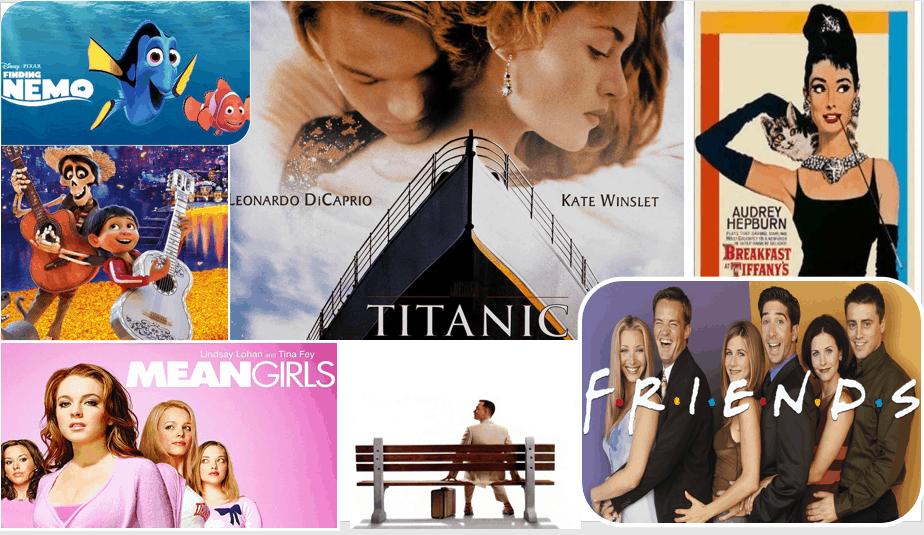 Disney · PIXAR
FINDING
NEMO
LEONARDO DICAPRIO
KATE WINSLET
TITANIC
AUDREY
HEPBURN
BREAKFAST
AT TIFFANY'S
Lindsay Lohan and Tina Fey
MEAN GIRLS
F·R·I·E·N·D·S